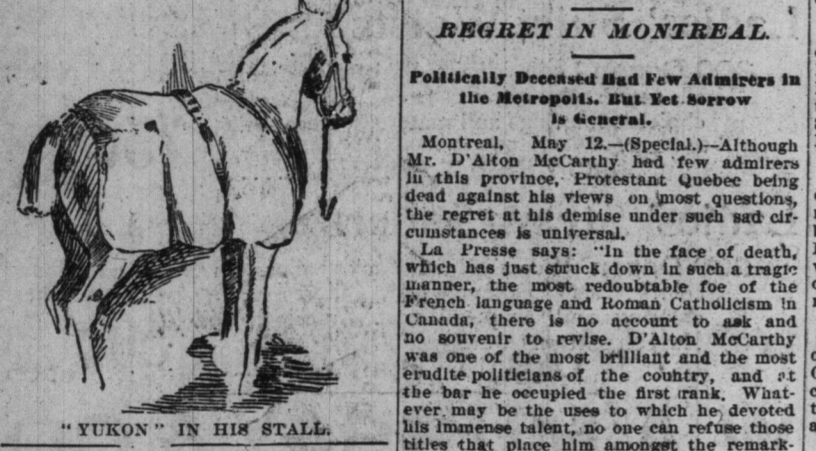 "YUKON" IN HIS STALL.
REGRET IN MONTREAL.
Politically Deceased Had Few Admirers in
the Metropolis, But Yet Sorrow
is General.
Montreal, May 12.—(Special.)—Although
Mr. D'Alton McCarthy had few admirers
in this province, Protestant Quebec being
dead against his views on most questions,
the regret at his demise under such sad cir-
cumstances is universal.
La Presse says: "In the face of death,
which has just struck down in such a tragic
manner, the most redoubtable foe of the
French language and Roman Catholicism in
Canada, there is no account to ask and
no souvenir to revise. D'Alton McCarthy
was one of the most brilliant and the most
erudite politicians of the country, and at
the bar he occupied the first rank. What-
ever may be the uses to which he devoted
his immense talent, no one can refuse those
titles that place him amongst the remark-